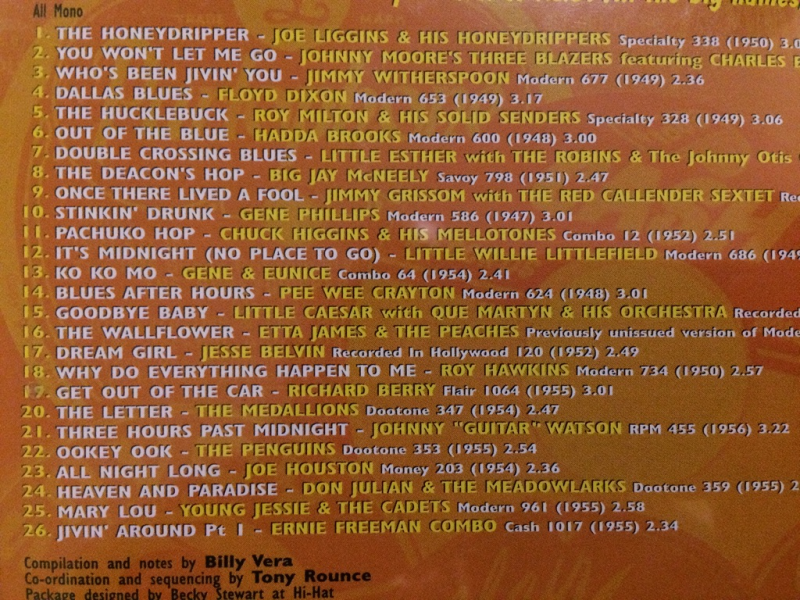 All Mono
1. THE HONEYDRIPPER – JOE LIGGINS & HIS HONEYDRIPPERS Specialty 338 (1950) 3.0
2. YOU WON'T LET ME GO – JOHNNY MOORE'S THREE BLAZERS featuring CHARLES
3. WHO'S BEEN JIVIN' YOU – JIMMY WITHERSPOON Modern 677 (1949) 2.36
4. DALLAS BLUES – FLOYD DIXON Modern 653 (1949) 3.17
5. THE HUCKLEBUCK – ROY MILTON & HIS SOLID SENDERS Specialty 328 (1949) 3.06
6. OUT OF THE BLUE – HADDA BROOKS Modern 600 (1948) 3.00
7. DOUBLE CROSSING BLUES – LITTLE ESTHER with THE ROBINS & The Johnny Otis
8. THE DEACON'S HOP – BIG JAY McNEELY Savoy 798 (1951) 2.47
9. ONCE THERE LIVED A FOOL – JIMMY GRISSOM with THE RED CALLENDER SEXTET Re
10. STINKIN' DRUNK – GENE PHILLIPS Modern 586 (1947) 3.01
11. PACHUKO HOP – CHUCK HIGGINS & HIS MELLOTONES Combo 12 (1952) 2.51
12. IT'S MIDNIGHT (NO PLACE TO GO) – LITTLE WILLIE LITTLEFIELD Modern 686 (194
13. KO KO MO – GENE & EUNICE Combo 64 (1954) 2.41
14. BLUES AFTER HOURS – PEE WEE CRAYTON Modern 624 (1948) 3.01
15. GOODBYE BABY – LITTLE CAESAR with QUE MARTYN & HIS ORCHESTRA Recorded
16. THE WALLFLOWER – ETTA JAMES & THE PEACHES Previously unissued version of Mode
17. DREAM GIRL – JESSE BELVIN Recorded In Hollywood 120 (1952) 2.49
18. WHY DO EVERYTHING HAPPEN TO ME – ROY HAWKINS Modern 734 (1950) 2.57
19. GET OUT OF THE CAR – RICHARD BERRY Flair 1064 (1955) 3.01
20. THE LETTER – THE MEDALLIONS Dootone 347 (1954) 2.47
21. THREE HOURS PAST MIDNIGHT – JOHNNY "GUITAR" WATSON RPM 455 (1956) 3.22
22. OOKEY OOK – THE PENGUINS Dootone 353 (1955) 2.54
23. ALL NIGHT LONG – JOE HOUSTON Money 203 (1954) 2.36
24. HEAVEN AND PARADISE – DON JULIAN & THE MEADOWLARKS Dootone 359 (1955) 2
25. MARY LOU – YOUNG JESSIE & THE CADETS Modern 961 (1955) 2.58
26. JIVIN' AROUND Pt 1 – ERNIE FREEMAN COMBO Cash 1017 (1955) 2.34
Compilation and notes by Billy Vera
Co-ordination and sequencing by Tony Rounce
Package designed by Becky Stewart at Hi-Hat